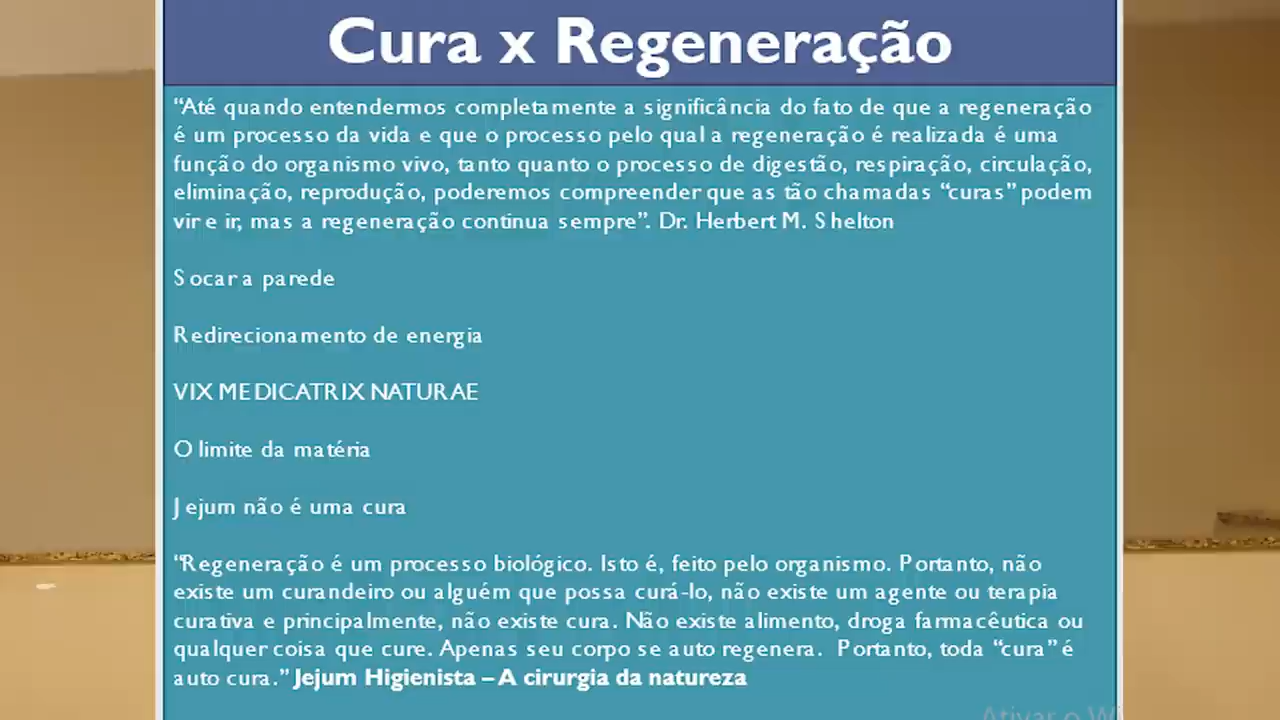 Cura x Regeneração
“Até quando entendermos completamente a significância do fato de que a regeneração
é um processo da vida e que o processo pelo qual a regeneração é realizada é uma
função do organismo vivo, tanto quanto o processo de digestão, respiração, circulação,
eliminação, reprodução, poderemos compreender que as tão chamadas “curas” podem
vir e ir, mas a regeneração continua sempre”. Dr. Herbert M. Shelton
Socar a parede
Redirecionamento de energia
VIX MEDICATRIX NATURAE
O limite da matéria
Jejum não é uma cura
“Regeneração é um processo biológico. Isto é, feito pelo organismo. Portanto, não
existe um curandeiro ou alguém que possa curá-lo, não existe um agente ou terapia
curativa e principalmente, não existe cura. Não existe alimento, droga farmacêutica ou
qualquer coisa que cure. Apenas seu corpo se auto regenera. Portanto, toda “cura” é
auto cura.” Jejum Higienista – A cirurgia da natureza
Ativar o Wi